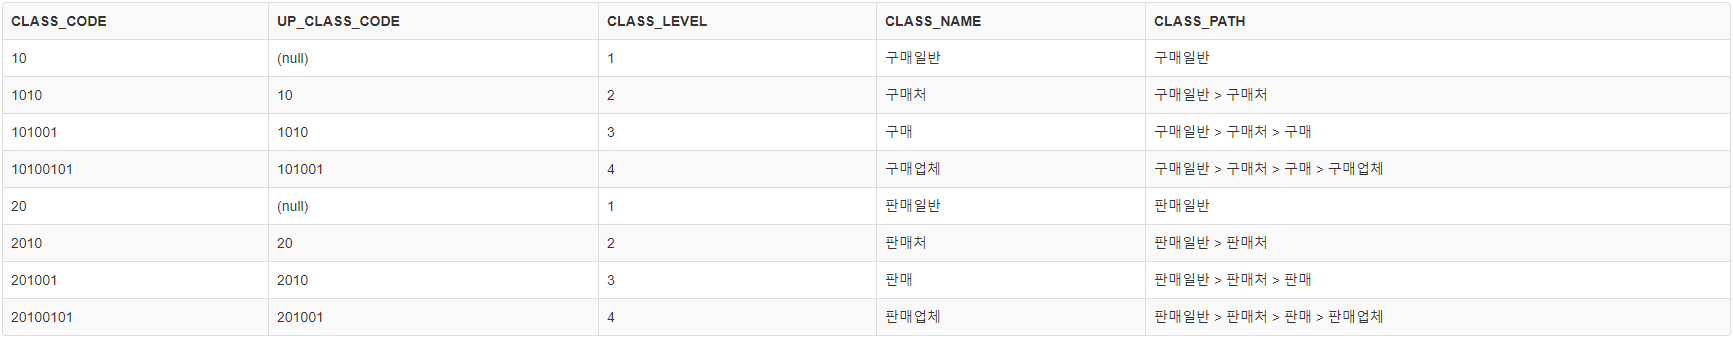 CLASS_CODE UP_CLASS_CODE CLASS_LEVEL CLASS_NAME CLASS_PATH
10 (null) 1 구매일반 구매일반
1010 10 2 구매처 구매일반 > 구매처
101001 1010 3 구매 구매일반 > 구매처 > 구매
10100101 101001 4 구매업체 구매일반 > 구매처 > 구매 > 구매업체
20 (null) 1 판매일반 판매일반
2010 20 2 판매처 판매일반 > 판매처
201001 2010 3 판매 판매일반 > 판매처 > 판매
20100101 201001 4 판매업체 판매일반 > 판매처 > 판매 > 판매업체